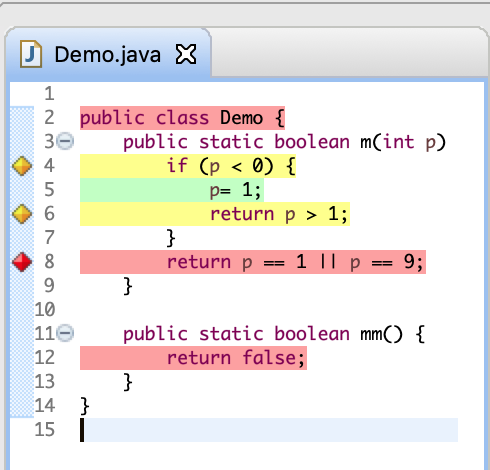 Demo.java
1
2 public class Demo {
3 public static boolean m(int p)
4 if (p < 0) {
5 p= 1;
6 return p > 1;
7 }
8 return p == 1 || p == 9;
9 }
10
11 public static boolean mm() {
12 return false;
13 }
14 }
15